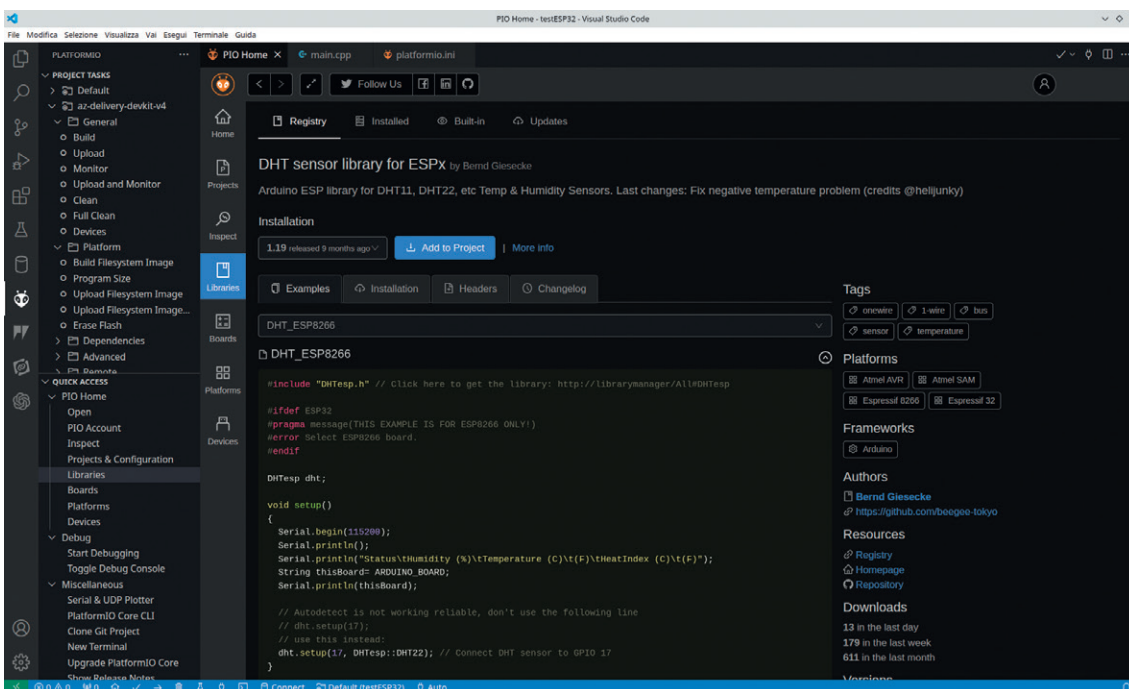 PIO Home - testESP32 - Visual Studio Code
File Modifica Selezione Visualizza Vai Esegui Terminale Guida
PLATFORMIO
PROJECT TASKS
Default
az-delivery-devkit-v4
General
Build
Upload
Monitor
Upload and Monitor
Clean
Full Clean
Devices
Platform
Build Filesystem Image
Program Size
Upload Filesystem Image
Upload Filesystem Image...
Erase Flash
Dependencies
Advanced
Remote
QUICK ACCESS
PIO Home
Open
PIO Account
Inspect
Projects & Configuration
Libraries
Boards
Platforms
Devices
Debug
Start Debugging
Toggle Debug Console
Miscellaneous
Serial & UDP Plotter
PlatformIO Core CLI
Clone Git Project
New Terminal
Upgrade PlatformIO Core
Show Release Notes
PIO Home main.cpp platformio.ini
Follow Us
Home
Projects
Inspect
Libraries
Boards
Platforms
Devices
Registry Installed Built-in Updates
DHT sensor library for ESPx by Bernd Giesecke
Arduino ESP library for DHT11, DHT22, etc Temp & Humidity Sensors. Last changes: Fix negative temperature problem (credits @helijunky)
Installation
1.19 released 9 months ago Add to Project | More info
Examples Installation Headers Changelog
DHT_ESP8266
DHT_ESP8266
#include "DHTesp.h" // Click here to get the library: http://librarymanager/All#DHTesp
#ifdef ESP32
#pragma message(THIS EXAMPLE IS FOR ESP8266 ONLY!)
#error Select ESP8266 board.
#endif
DHTesp dht;
void setup()
{
Serial.begin(115200);
Serial.println();
Serial.println("Status\tHumidity (%)\tTemperature (C)\t(F)\tHeatIndex (C)\t(F)");
String thisBoard= ARDUINO_BOARD;
Serial.println(thisBoard);
// Autodetect is not working reliable, don't use the following line
// dht.setup(17);
// use this instead:
dht.setup(17, DHTesp::DHT22); // Connect DHT sensor to GPIO 17
}
Tags
onewire 1-wire bus
sensor temperature
Platforms
Atmel AVR Atmel SAM
Espressif 8266 Espressif 32
Frameworks
Arduino
Authors
Bernd Giesecke
https://github.com/beegee-tokyo
Resources
Registry
Homepage
Repository
Downloads
13 in the last day
179 in the last week
611 in the last month
Versions
0 0 0 Connect Default (testESP32) Auto